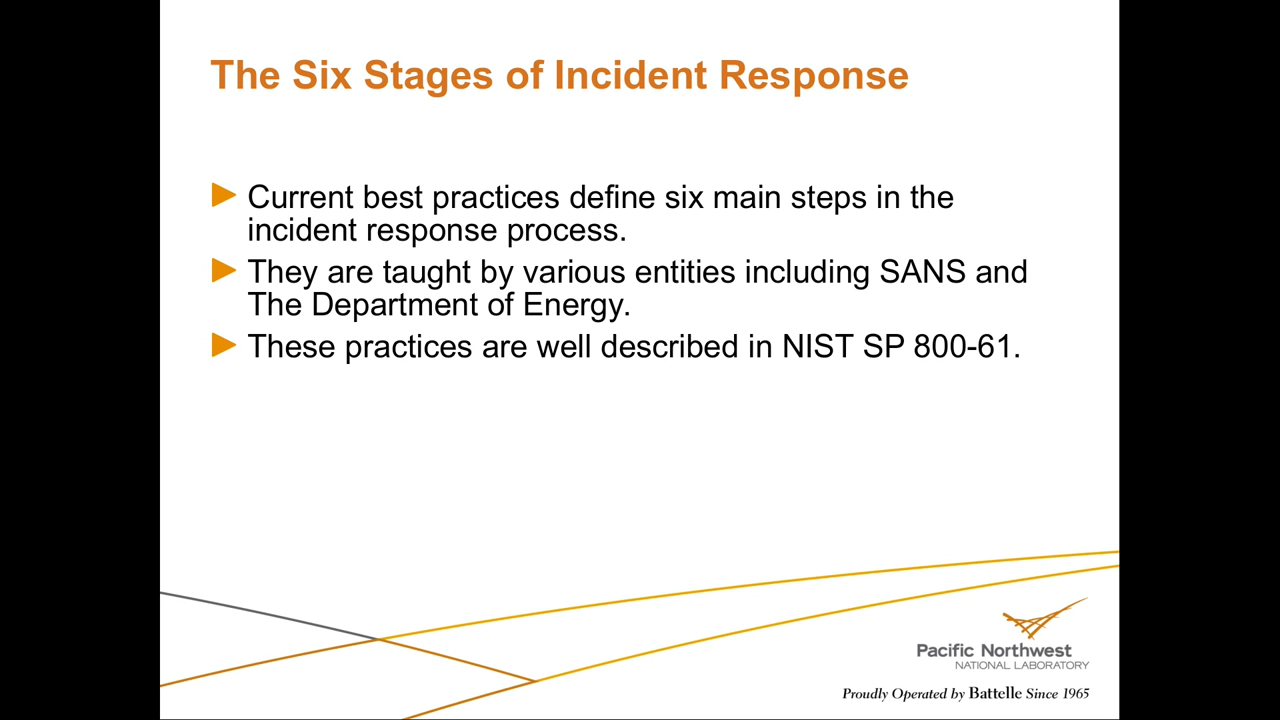 The Six Stages of Incident Response
Current best practices define six main steps in the
incident response process.
They are taught by various entities including SANS and
The Department of Energy.
These practices are well described in NIST SP 800-61.
Pacific Northwest
NATIONAL LABORATORY
Proudly Operated by Battelle Since 1965